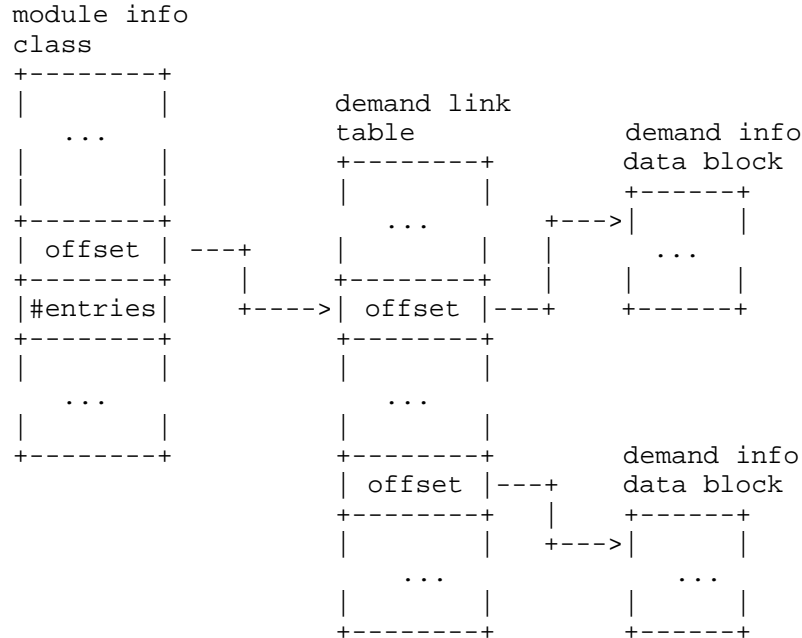 module info
class
+--------+
|        |
   ...
|        |
|        |
+--------+
| offset | ---+
+--------+    |
|#entries|    +---->
+--------+
|        |
   ...
|        |
+--------+
demand link
table
+--------+
|        |
   ...
|        |
+--------+
| offset |---+
+--------+
|        |
   ...
|        |
+--------+
| offset |---+
+--------+   |
|        |   +--->
    ...
|        |
+--------+
demand info
data block
+------+
+--->|      |
|      ...
|    |      |
+    +------+
demand info
data block
+------+
|      |
   ...
|      |
+------+